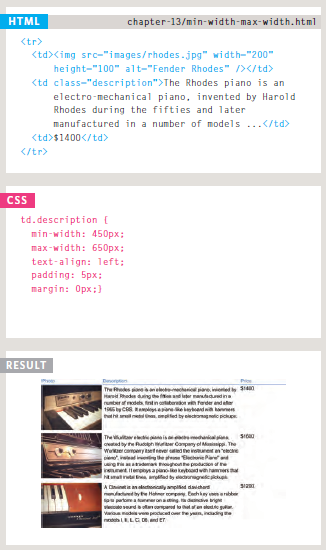 HTML
chapter-13/min-width-max-width.html
<tr>
<td><img src="images/rhodes.jpg" width="200"
height="100" alt="Fender Rhodes" /></td>
<td class="description">The Rhodes piano is an
electro-mechanical piano, invented by Harold
Rhodes during the fifties and later
manufactured in a number of models ...</td>
<td>$1400</td>
</tr>
CSS
td.description {
min-width: 450px;
max-width: 650px;
text-align: left;
padding: 5px;
margin: 0px;}
RESULT
Photo Description Price
The Rhodes piano is an electro-mechanical piano, invented by $1400
Harold Rhodes during the fifties and later manufactured in a
number of models, first in collaboration with Fender and after
1965 by CBS. It employs a piano-like keyboard with hammers
that hit small metal tines, amplified by electromagnetic pickups.
The Wurlitzer electric piano is an electro-mechanical piano, $1600
created by the Rudolph Wurlitzer Company of Mississippi. The
Wurlitzer company itself never called the instrument an "electric
piano", instead inventing the phrase "Electronic Piano" and
using this as a trademark throughout the production of the
instrument. It employs a piano-like keyboard with hammers that
hit small metal tines, amplified by electromagnetic pickups.
A Clavinet is an electronically amplified clavichord $1200
manufactured by the Hohner company. Each key uses a rubber
tip to perform a hammer on a string. Its distinctive bright
staccato sound is often compared to that of an electric guitar.
Various models were produced over the years, including the
models I, II, L, C, D6, and E7.